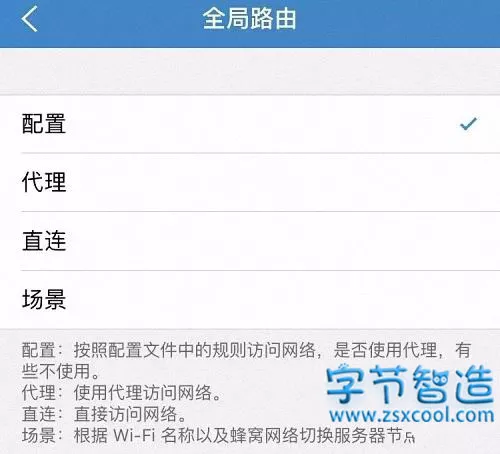 全局路由
配置
代理
直连
场景
配置：按照配置文件中的规则访问网络，是否使用代理，有
些不使用。
代理：使用代理访问网络。
直连：直接访问网络。
场景：根据 Wi-Fi 名称以及蜂窝网络切换服务器节点
字节智造
www.zsxcool.com